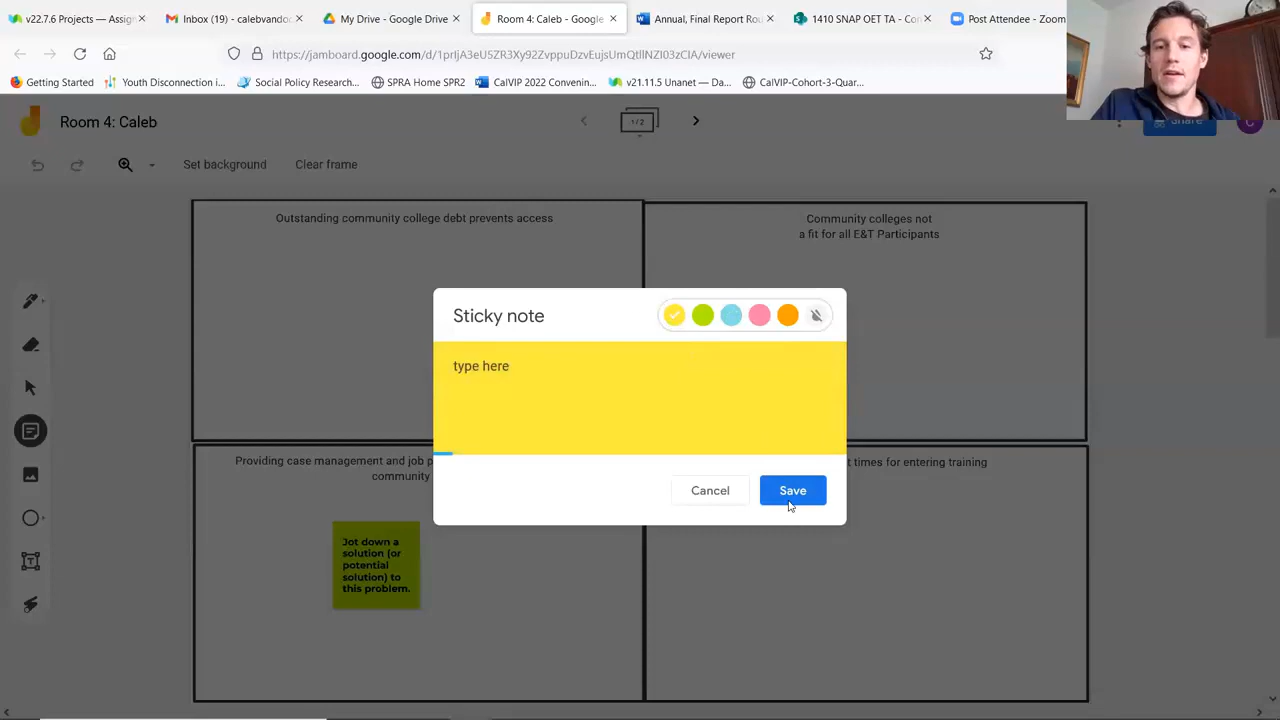 v22.7.6 Projects — Assign
Inbox (19) - calebvandoc
My Drive - Google Drive
Room 4: Caleb - Google
Annual, Final Report Rou
1410 SNAP OET TA - Con
Post Attendee - Zoom
https://jamboard.google.com/d/1prIjA3eU5ZR3Xy92ZvppuDzvEujsUmQtllNZI03zCIA/viewer
Getting Started
Youth Disconnection i...
Social Policy Research...
SPRA Home SPR2
CalVIP 2022 Convenin...
v21.11.5 Unanet — Da...
CalVIP-Cohort-3-Quar...
Room 4: Caleb
1/2
Share
Set background
Clear frame
Outstanding community college debt prevents access
Community colleges not
a fit for all E&T Participants
Sticky note
type here
Cancel
Save
Providing case management and job p
community
t times for entering training
Jot down a
solution (or
potential
solution) to
this problem.